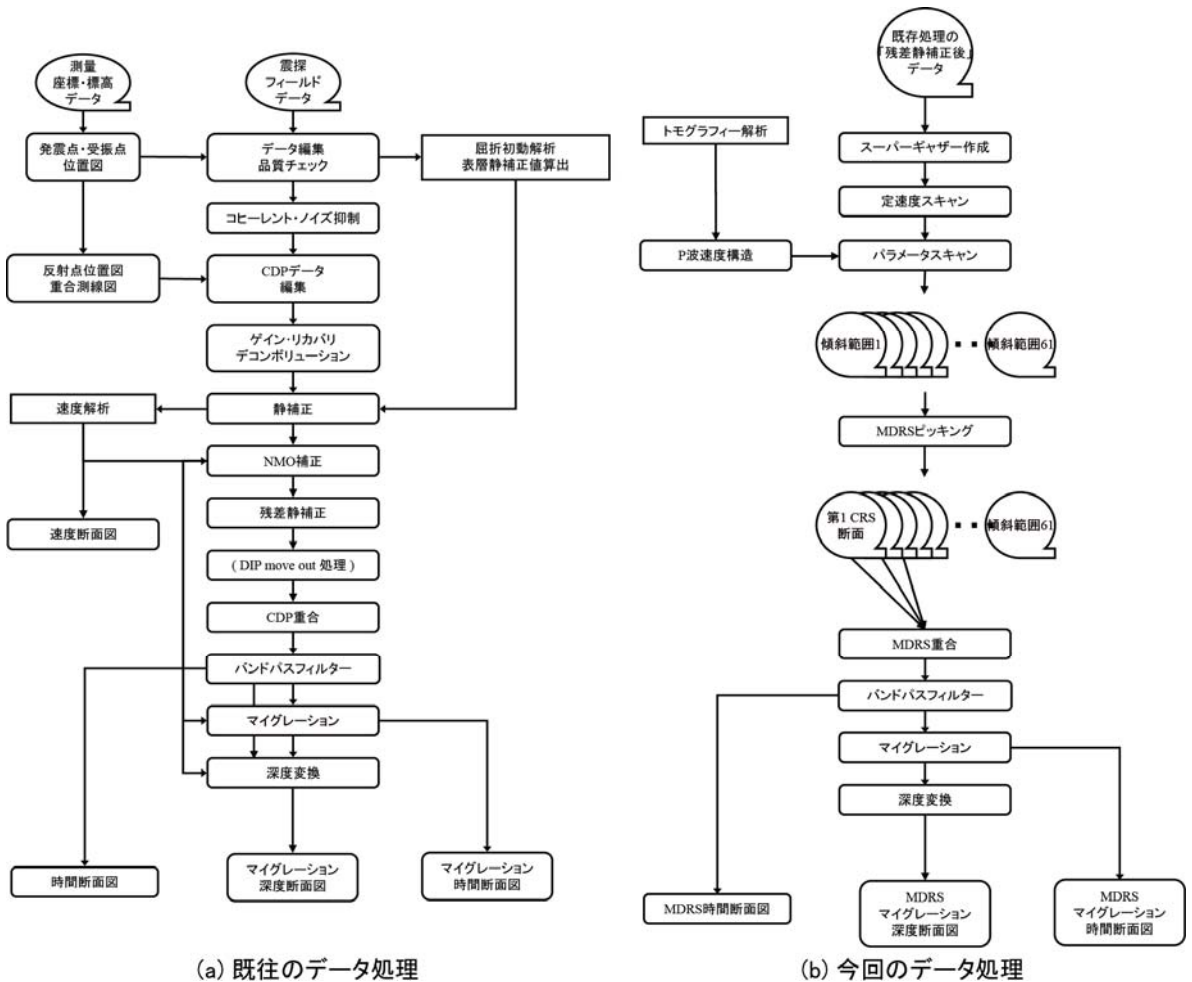 測量
座標・標高
データ
震探
フィールド
データ
発震点・受振点
位置図
データ編集
品質チェック
屈折初動解析
表層静補正値算出
コヒーレント・ノイズ抑制
反射点位置図
重合測線図
CDPデータ
編集
ゲイン・リカバリ
デコンボリューション
速度解析
静補正
NMO補正
残差静補正
速度断面図
( DIP move out 処理 )
CDP重合
バンドパスフィルター
マイグレーション
深度変換
時間断面図
マイグレーション
深度断面図
マイグレーション
時間断面図
(a) 既往のデータ処理
既存処理の
「残差静補正後」
データ
トモグラフィー解析
スーパーギャザー作成
定速度スキャン
P波速度構造
パラメータスキャン
傾斜範囲1
傾斜範囲61
MDRSピッキング
第1 CRS
断面
傾斜範囲61
MDRS重合
バンドパスフィルター
マイグレーション
深度変換
MDRS時間断面図
MDRS
マイグレーション
深度断面図
MDRS
マイグレーション
時間断面図
(b) 今回のデータ処理